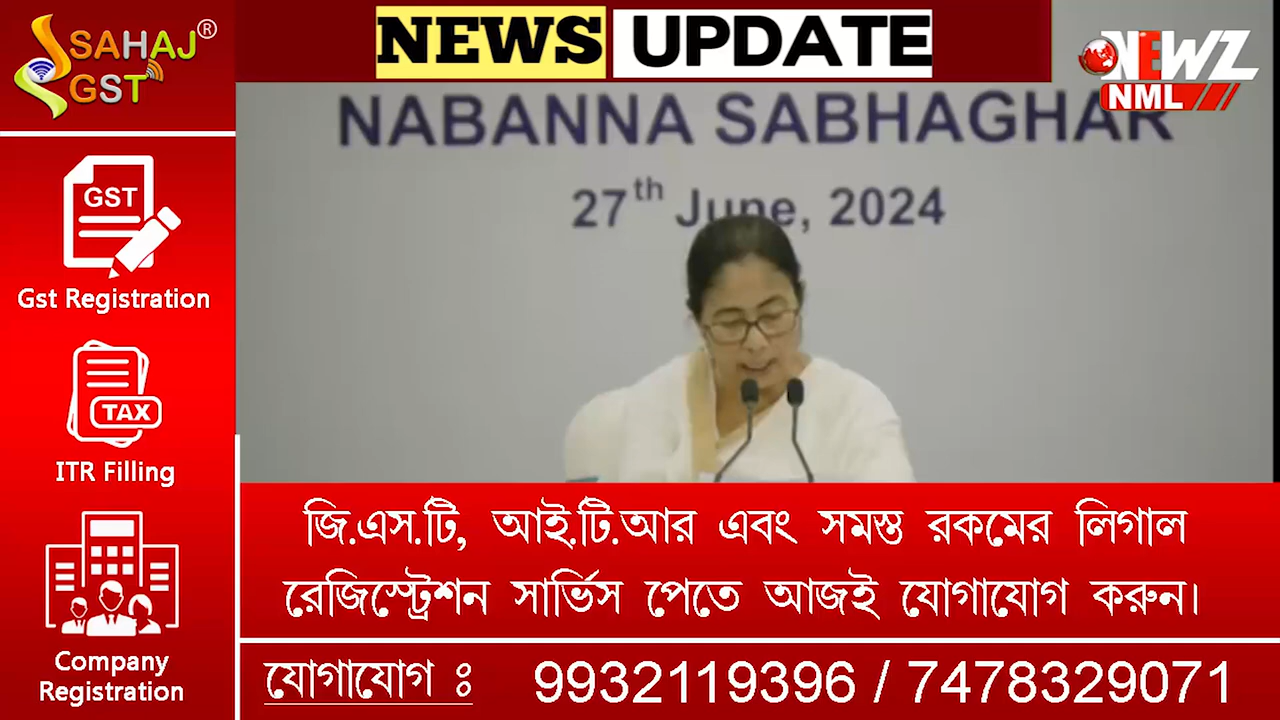 SAHAJ®
GST
NEWS UPDATE
NEWZ
NML
NABANNA SABHAGHAR
27th June, 2024
GST
Gst Registration
TAX
ITR Filling
Company
Registration
জি.এস.টি, আই.টি.আর এবং সমস্ত রকমের লিগাল
রেজিস্ট্রেশন সার্ভিস পেতে আজই যোগাযোগ করুন।
যোগাযোগ ঃ 9932119396 / 7478329071